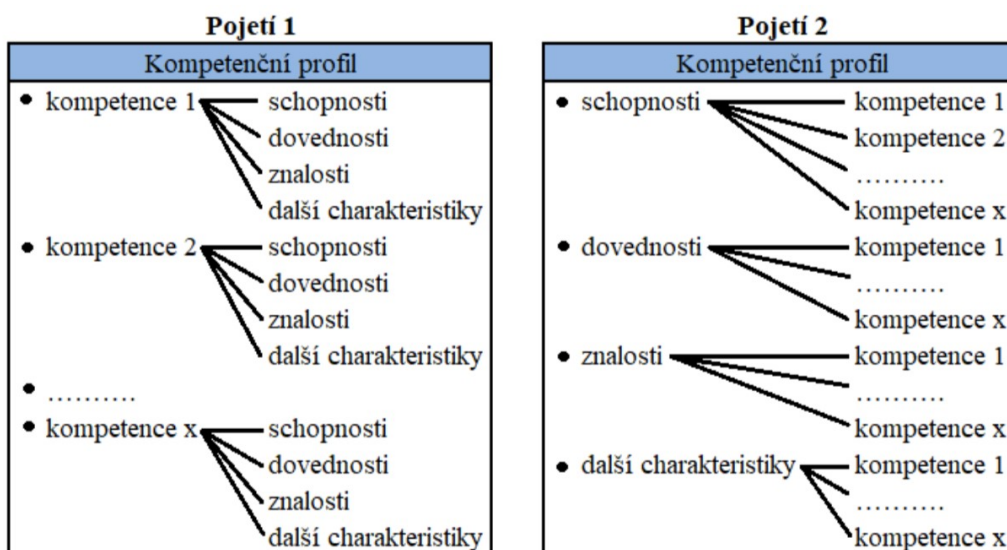 Pojetí 1
Kompetenční profil
• kompetence 1
schopnosti
dovednosti
znalosti
další charakteristiky
• kompetence 2
schopnosti
dovednosti
znalosti
další charakteristiky
• ……….
• kompetence x
schopnosti
dovednosti
znalosti
další charakteristiky
Pojetí 2
Kompetenční profil
• schopnosti
kompetence 1
kompetence 2
……….
kompetence x
• dovednosti
kompetence 1
……….
kompetence x
• znalosti
kompetence 1
……….
kompetence x
• další charakteristiky
kompetence 1
……….
kompetence x